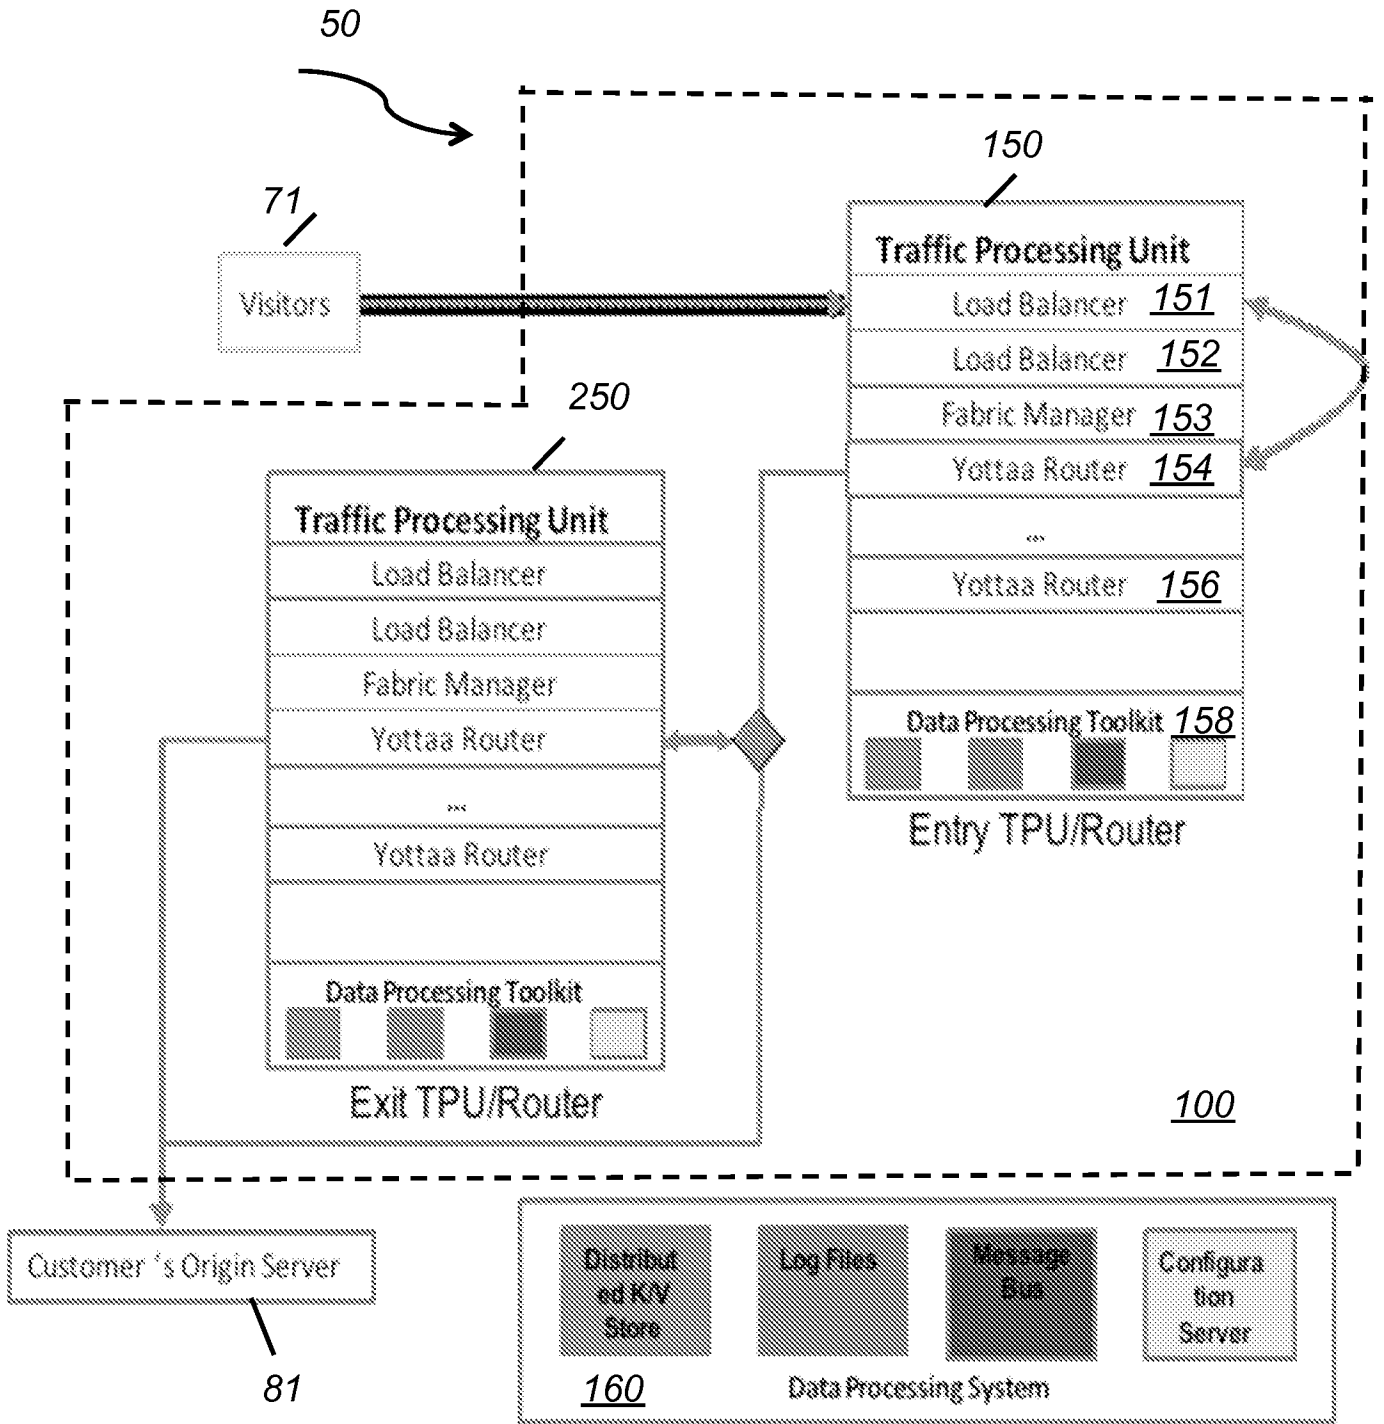 50
150
71
Traffic Processing Unit
Visitors
Load Balancer 151
Load Balancer 152
Fabric Manager 153
Yottaa Router 154
...
Yottaa Router 156
Data Processing Toolkit 158
Entry TPU/Router
250
Traffic Processing Unit
Load Balancer
Load Balancer
Fabric Manager
Yottaa Router
...
Yottaa Router
Data Processing Toolkit
Exit TPU/Router
100
Customer 's Origin Server
81
Distribut
ed K/V
Store
Log Files
Message
Bus
Configura
tion
Server
160
Data Processing System